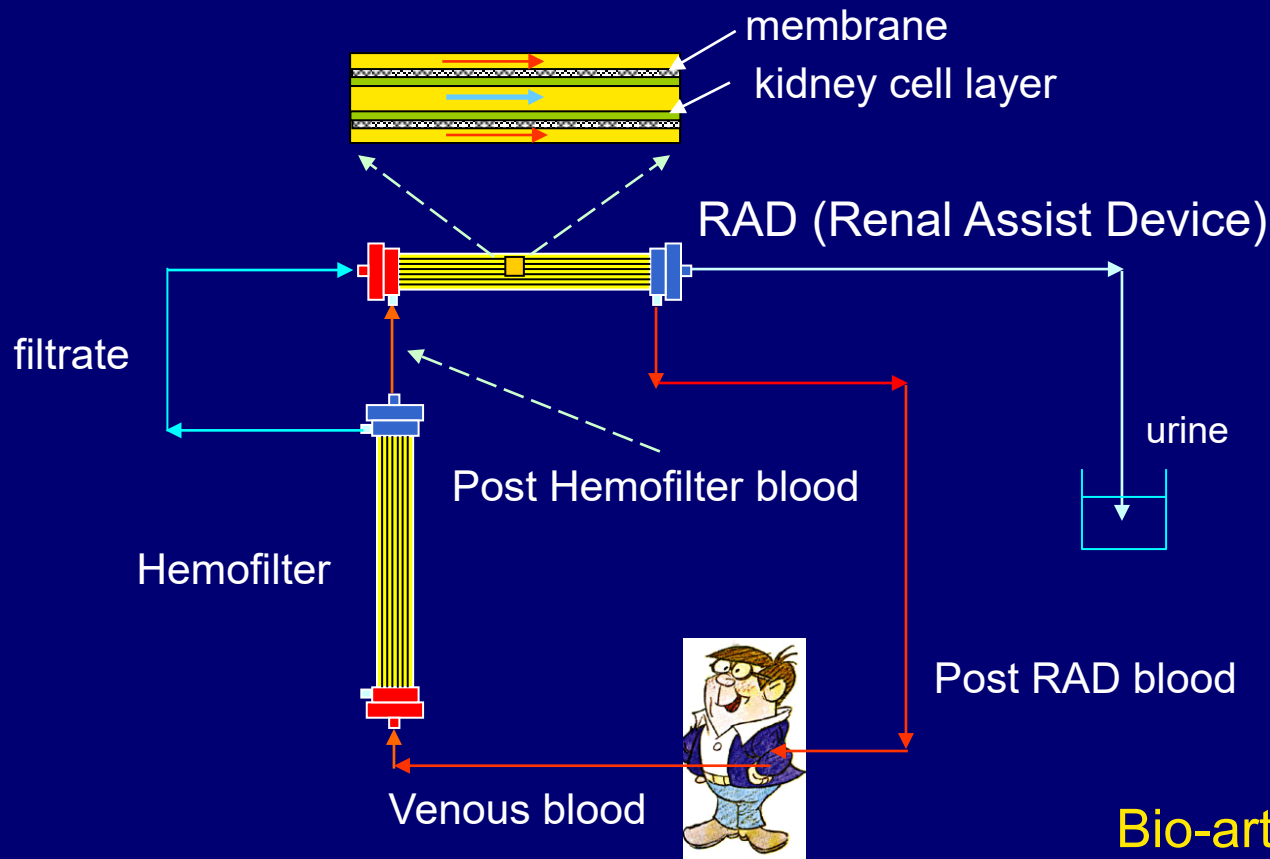 membrane
kidney cell layer
RAD (Renal Assist Device)
filtrate
urine
Post Hemofilter blood
Hemofilter
Post RAD blood
Venous blood
Bio-art